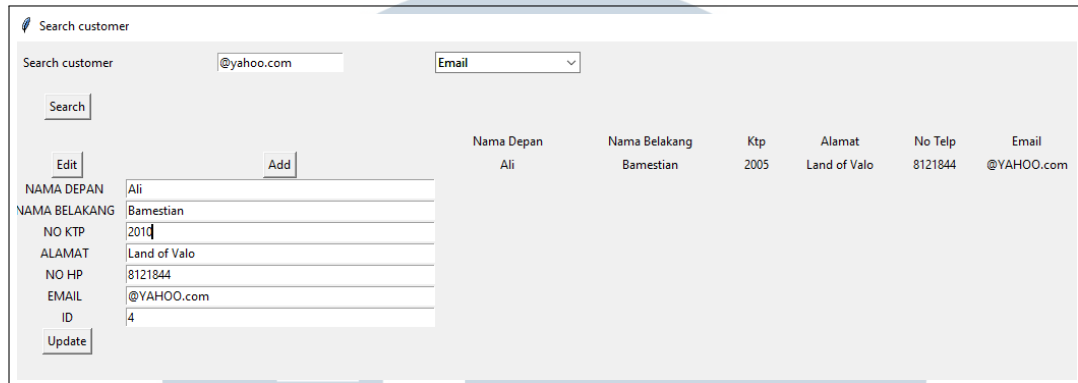 Search customer
Search customer @yahoo.com Email
Search
Nama Depan Nama Belakang Ktp Alamat No Telp Email
Edit Add Ali Bamestian 2005 Land of Valo 8121844 @YAHOO.com
NAMA DEPAN Ali
NAMA BELAKANG Bamestian
NO KTP 2010
ALAMAT Land of Valo
NO HP 8121844
EMAIL @YAHOO.com
ID 4
Update